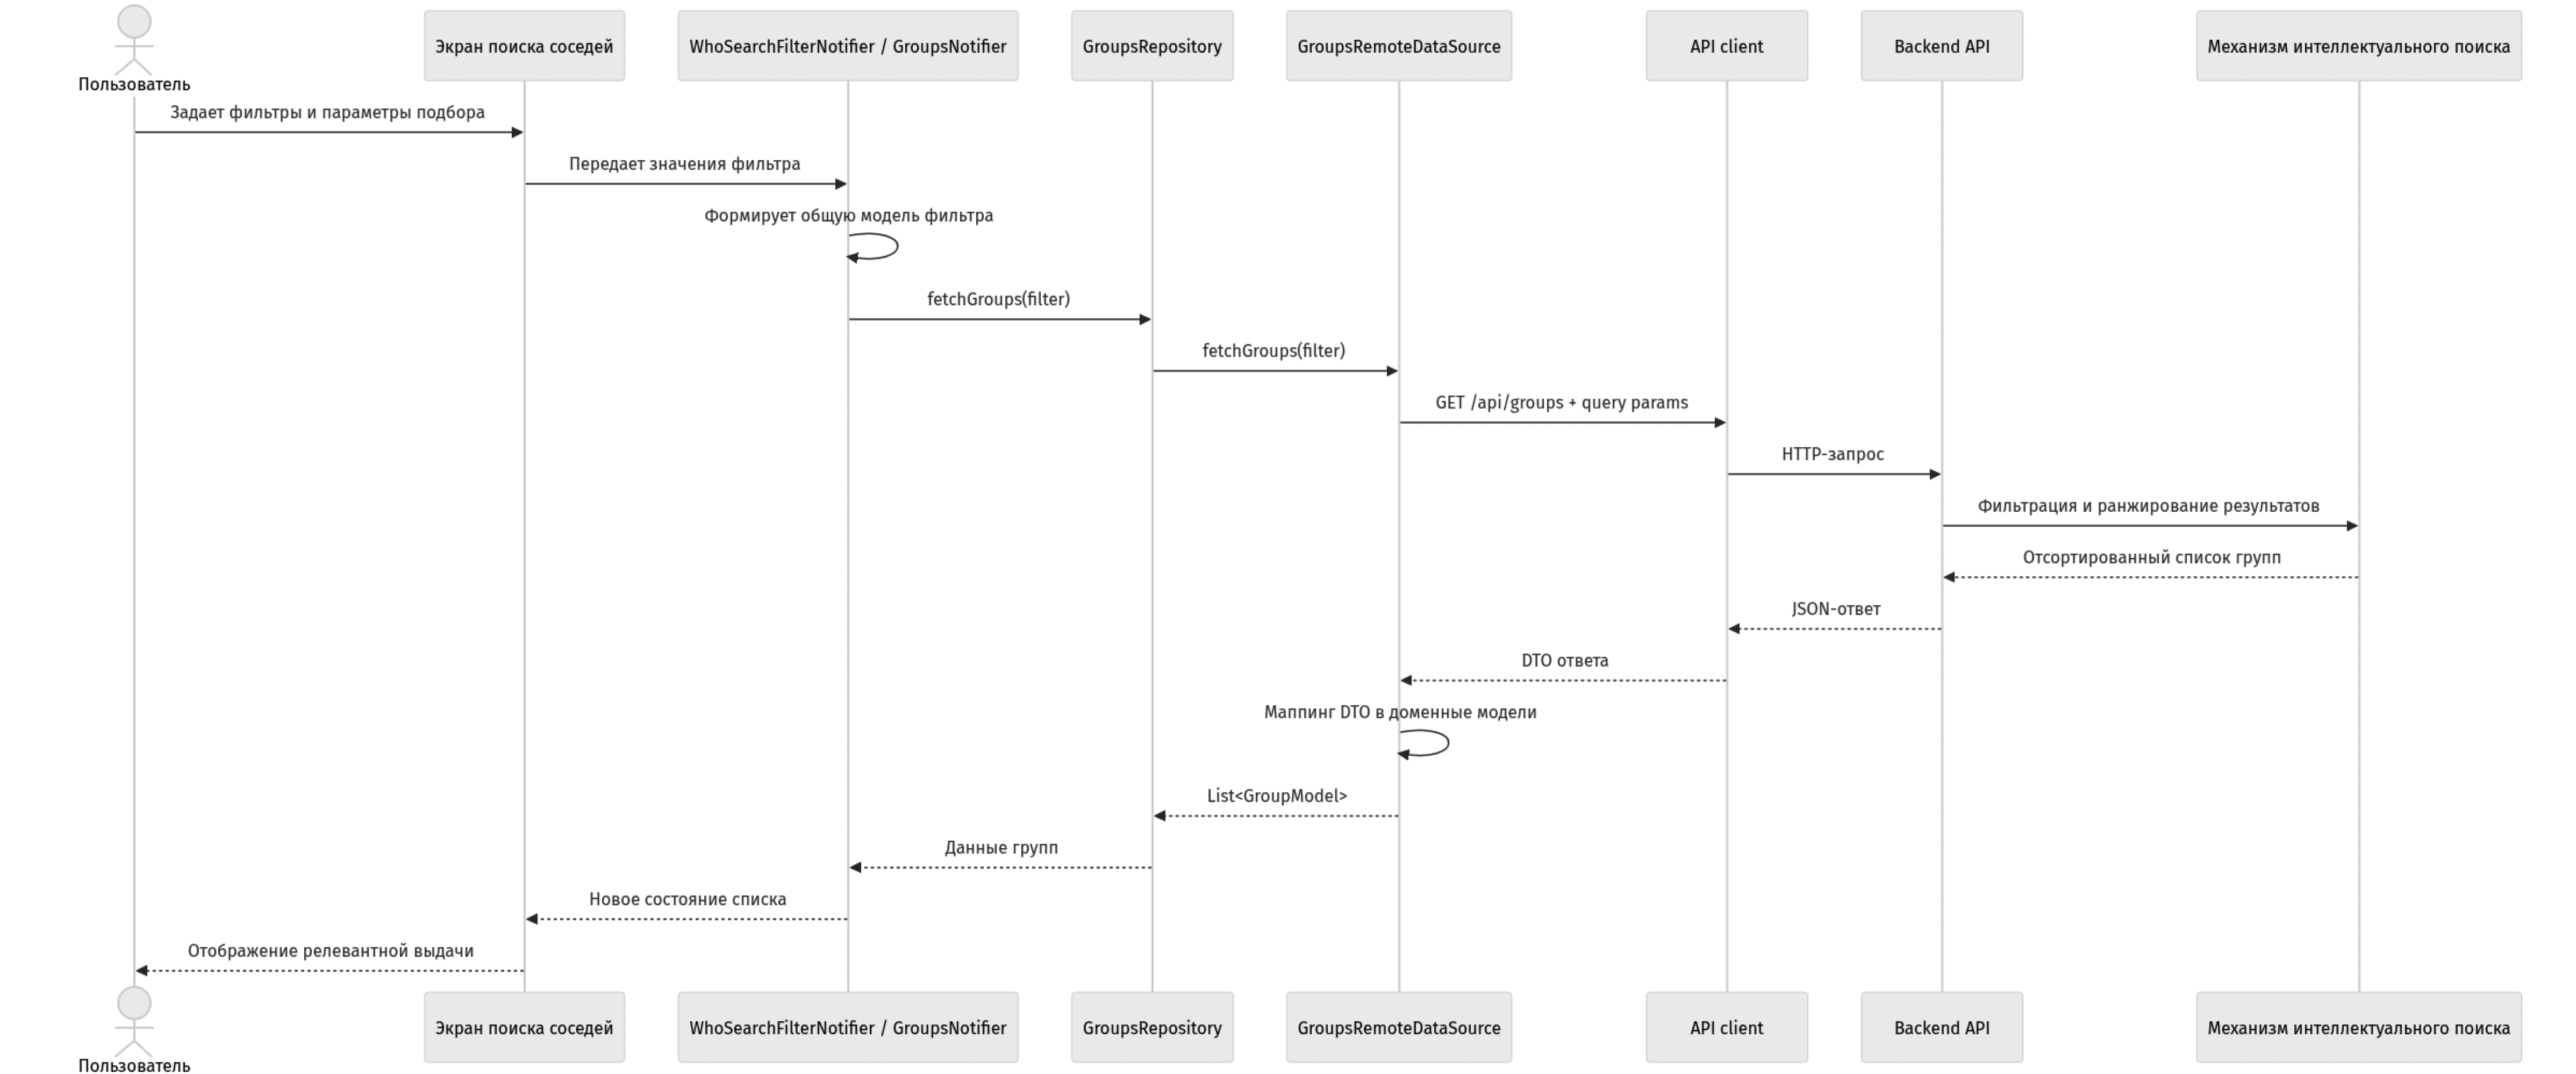 Пользователь
Экран поиска соседей
WhoSearchFilterNotifier / GroupsNotifier
GroupsRepository
GroupsRemoteDataSource
API client
Backend API
Механизм интеллектуального поиска
Задает фильтры и параметры подбора
Передает значения фильтра
Формирует общую модель фильтра
fetchGroups(filter)
fetchGroups(filter)
GET /api/groups + query params
HTTP-запрос
Фильтрация и ранжирование результатов
Отсортированный список групп
JSON-ответ
DTO ответа
Маппинг DTO в доменные модели
List<GroupModel>
Данные групп
Новое состояние списка
Отображение релевантной выдачи
Пользователь
Экран поиска соседей
WhoSearchFilterNotifier / GroupsNotifier
GroupsRepository
GroupsRemoteDataSource
API client
Backend API
Механизм интеллектуального поиска